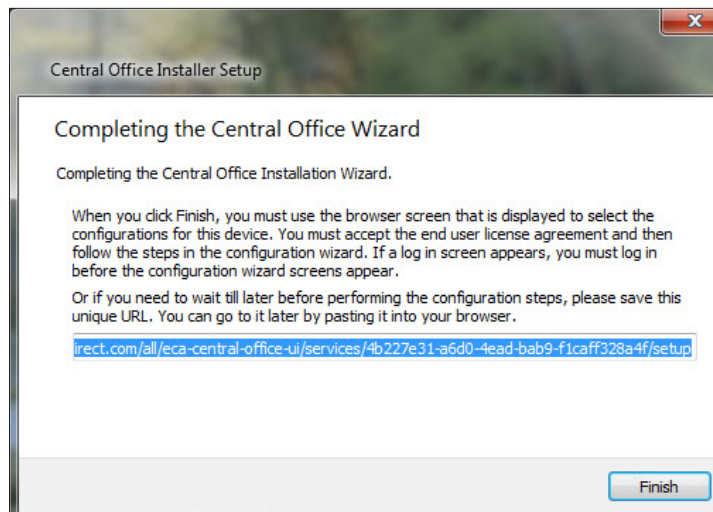 Central Office Installer Setup
Completing the Central Office Wizard
Completing the Central Office Installation Wizard.
When you click Finish, you must use the browser screen that is displayed to select the
configurations for this device. You must accept the end user license agreement and then
follow the steps in the configuration wizard. If a log in screen appears, you must log in
before the configuration wizard screens appear.
Or if you need to wait till later before performing the configuration steps, please save this
unique URL. You can go to it later by pasting it into your browser.
irect.com/all/eca-central-office-ui/services/4b227e31-a6d0-4ead-bab9-f1caff328a4f/setup
Finish